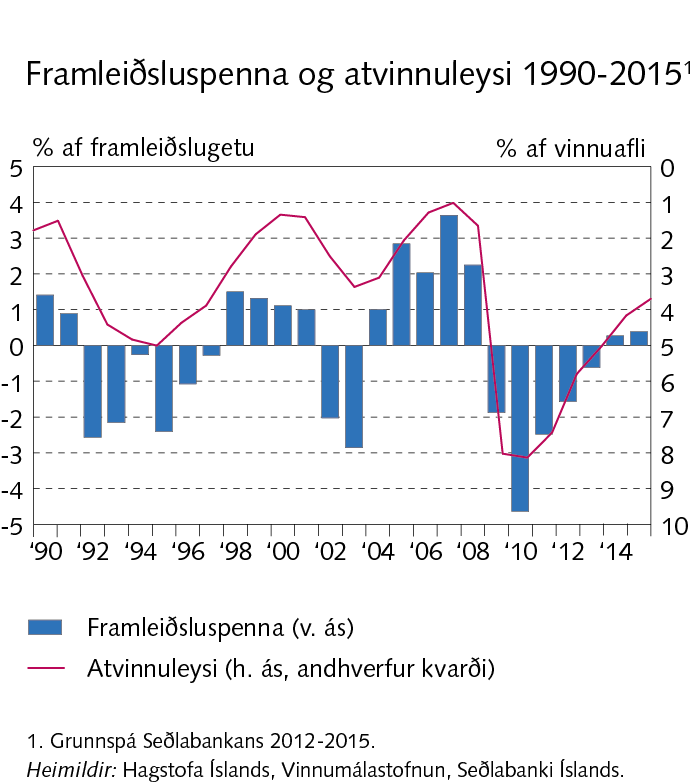 Framleiðsluspenna og atvinnuleysi 1990-2015¹
% af framleiðslugetu % af vinnuafli
5 0
4 1
3 2
2 3
1 4
0 5
-1 6
-2 7
-3 8
-4 9
-5 10
‘90 ‘92 ‘94 ‘96 ‘98 ‘00 ‘02 ‘04 ‘06 ‘08 ‘10 ‘12 ‘14
Framleiðsluspenna (v. ás)
Atvinnuleysi (h. ás, andhverfur kvarði)
1. Grunnspá Seðlabankans 2012-2015.
Heimildir: Hagstofa Íslands, Vinnumálastofnun, Seðlabanki Íslands.